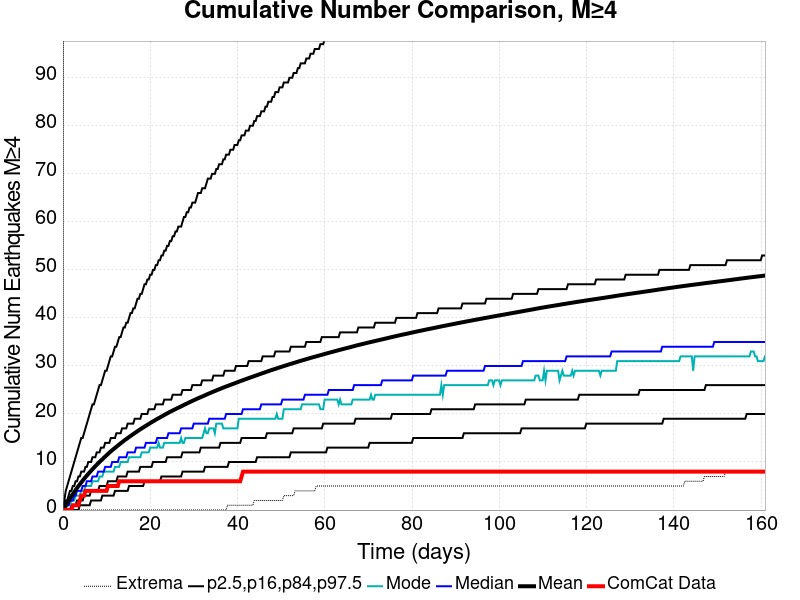 Cumulative Number Comparison, M≥4
Cumulative Num Earthquakes M≥4
90
80
70
60
50
40
30
20
10
0
0 20 40 60 80 100 120 140 160
Time (days)
Extrema p2.5,p16,p84,p97.5 Mode Median Mean ComCat Data